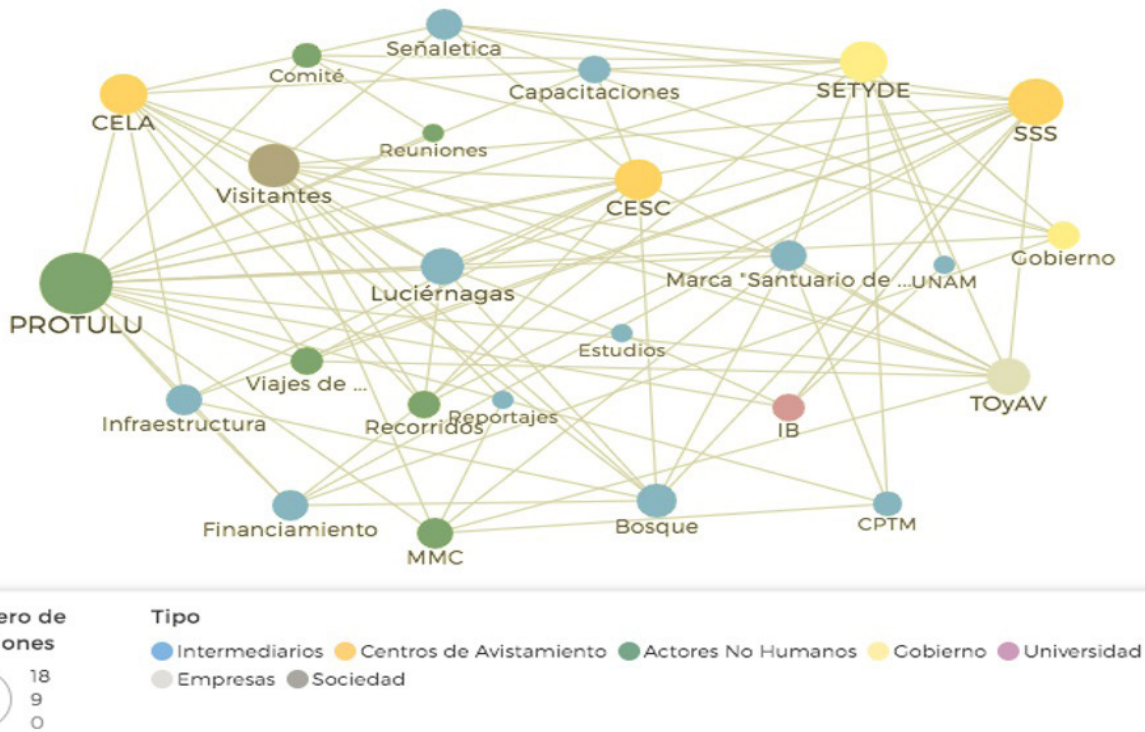 Señaletica
Comité
Capacitaciones
SETYDE
CELA
SSS
Reuniones
Visitantes
CESC
Gobierno
Luciérnagas
Marca "Santuario de ...
UNAM
PROTULU
Estudios
Viajes de ...
TOyAV
Infraestructura
Recorridos
Reportajes
IB
Financiamiento
Bosque
CPTM
MMC
ero de
ones
18
9
0
Tipo
Intermediarios Centros de Avistamiento Actores No Humanos Gobierno Universidad
Empresas Sociedad